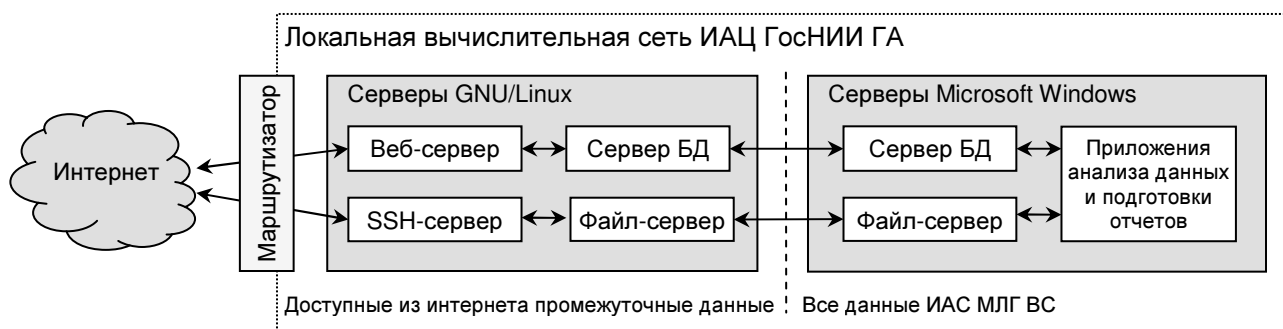 Локальная вычислительная сеть ИАЦ ГосНИИ ГА
Интернет
Маршрутизатор
Серверы GNU/Linux
Веб-сервер
Сервер БД
SSH-сервер
Файл-сервер
Серверы Microsoft Windows
Сервер БД
Файл-сервер
Приложения
анализа данных
и подготовки
отчетов
Доступные из интернета промежуточные данные
Все данные ИАС МЛГ ВС